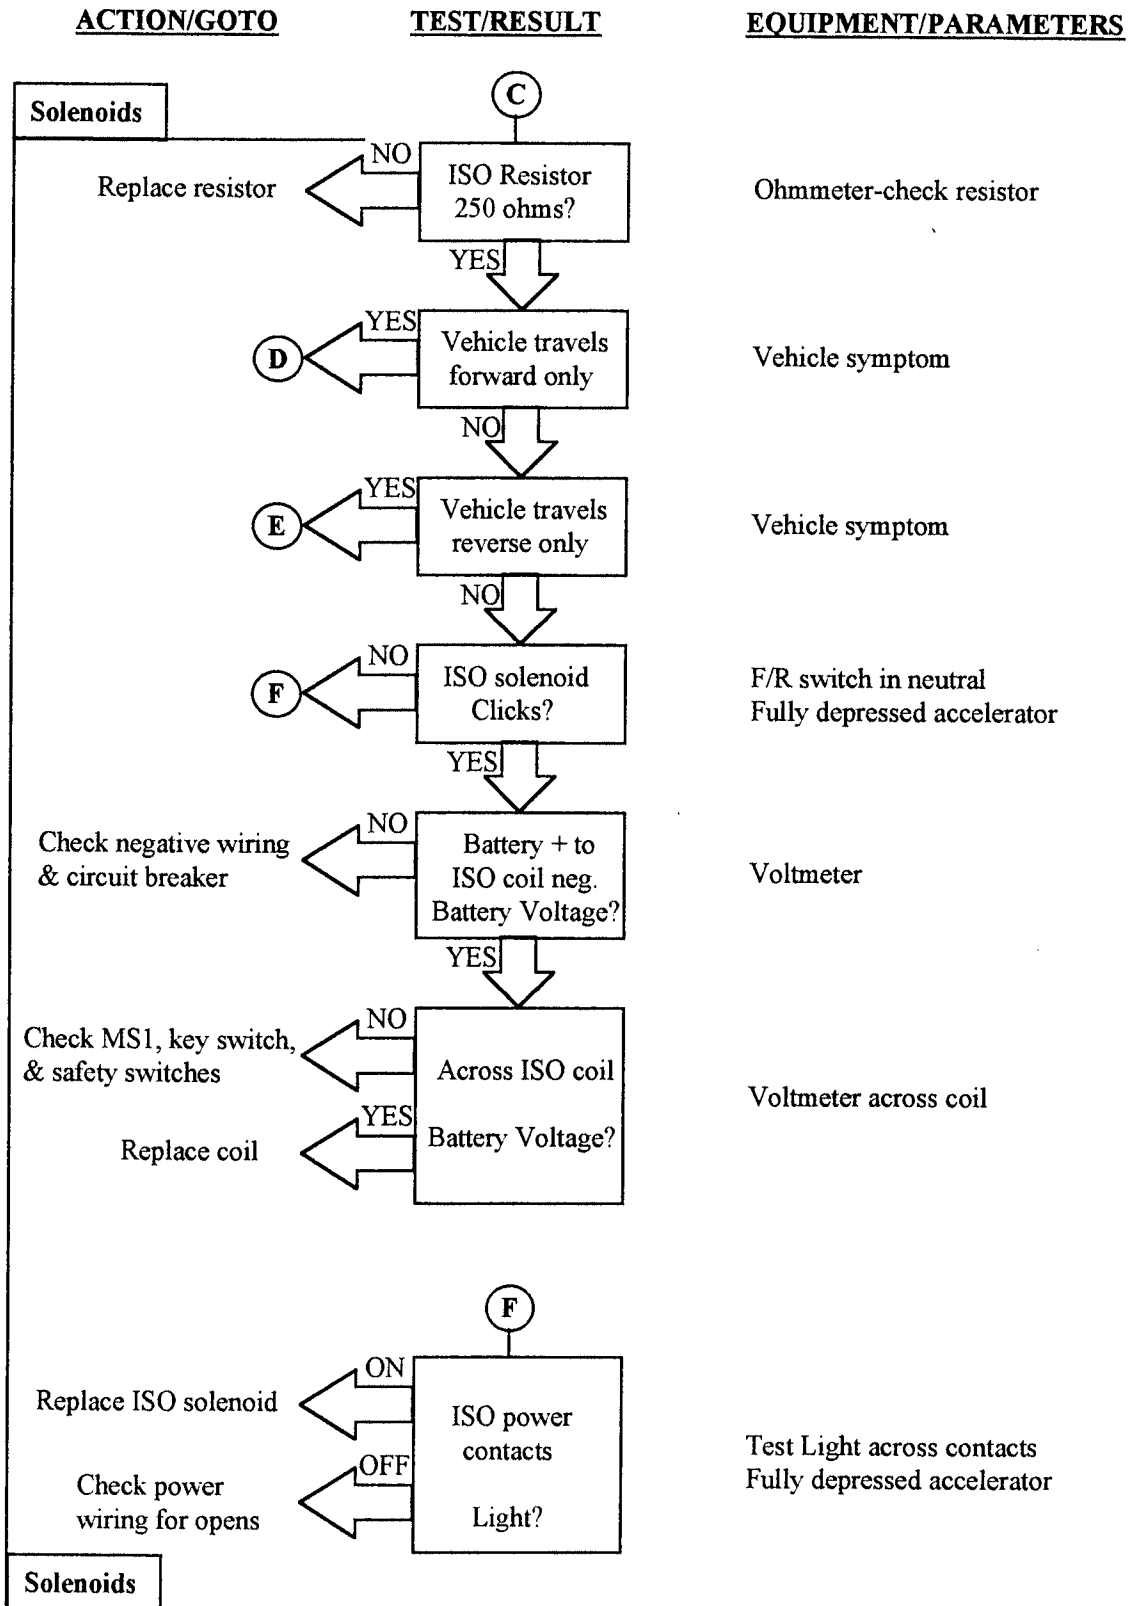 ACTION/GOTO
TEST/RESULT
EQUIPMENT/PARAMETERS
Solenoids
C
NO
Replace resistor
ISO Resistor
250 ohms?
Ohmmeter-check resistor
YES
YES
D
Vehicle travels
forward only
Vehicle symptom
NO
YES
E
Vehicle travels
reverse only
Vehicle symptom
NO
NO
F
ISO solenoid
Clicks?
F/R switch in neutral
Fully depressed accelerator
YES
NO
Check negative wiring
& circuit breaker
Battery + to
ISO coil neg.
Battery Voltage?
Voltmeter
YES
NO
Check MS1, key switch,
& safety switches
Across ISO coil
Battery Voltage?
Voltmeter across coil
YES
Replace coil
F
ON
Replace ISO solenoid
ISO power
contacts
Light?
Test Light across contacts
Fully depressed accelerator
OFF
Check power
wiring for opens
Solenoids